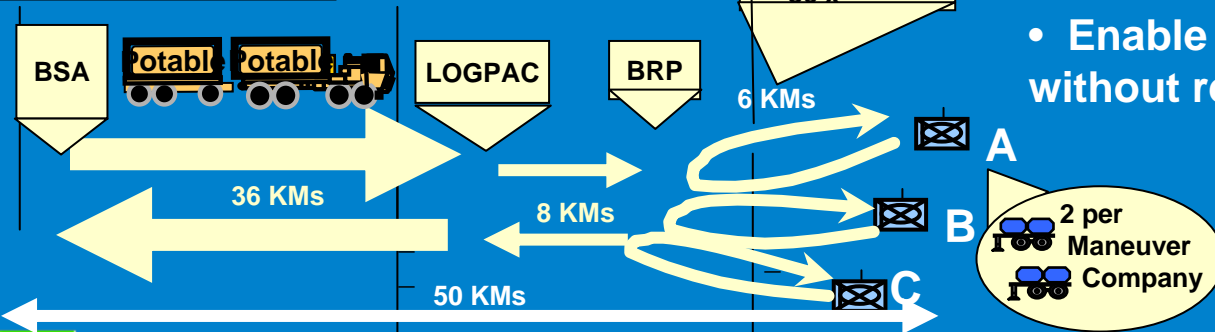 • Enable
without re
BSA
Potable Potable
LOGPAC
BRP
6 KMs
A
36 KMs
8 KMs
B
2 per
Maneuver
Company
C
50 KMs